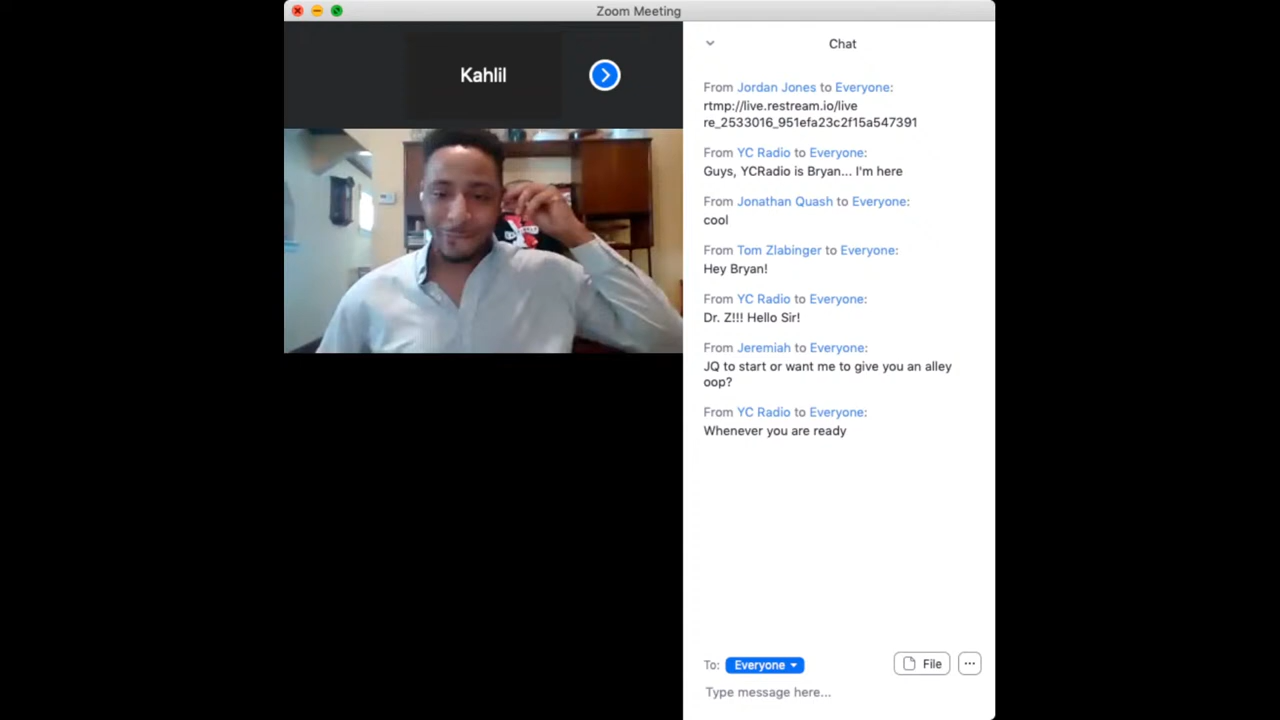 Zoom Meeting
Kahlil
Chat
From Jordan Jones to Everyone:
rtmp://live.restream.io/live
re_2533016_951efa23c2f15a547391
From YC Radio to Everyone:
Guys, YCRadio is Bryan... I'm here
From Jonathan Quash to Everyone:
cool
From Tom Zlabinger to Everyone:
Hey Bryan!
From YC Radio to Everyone:
Dr. Z!!! Hello Sir!
From Jeremiah to Everyone:
JQ to start or want me to give you an alley
oop?
From YC Radio to Everyone:
Whenever you are ready
To: Everyone
File
Type message here...